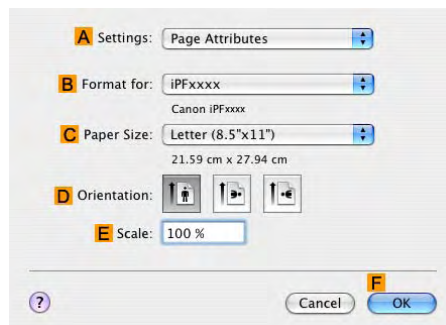 A Settings: Page Attributes
B Format for: iPFxxxx
Canon iPFxxxx
C Paper Size: Letter (8.5"x11")
21.59 cm x 27.94 cm
D Orientation:
E Scale: 100 %
F
? Cancel OK